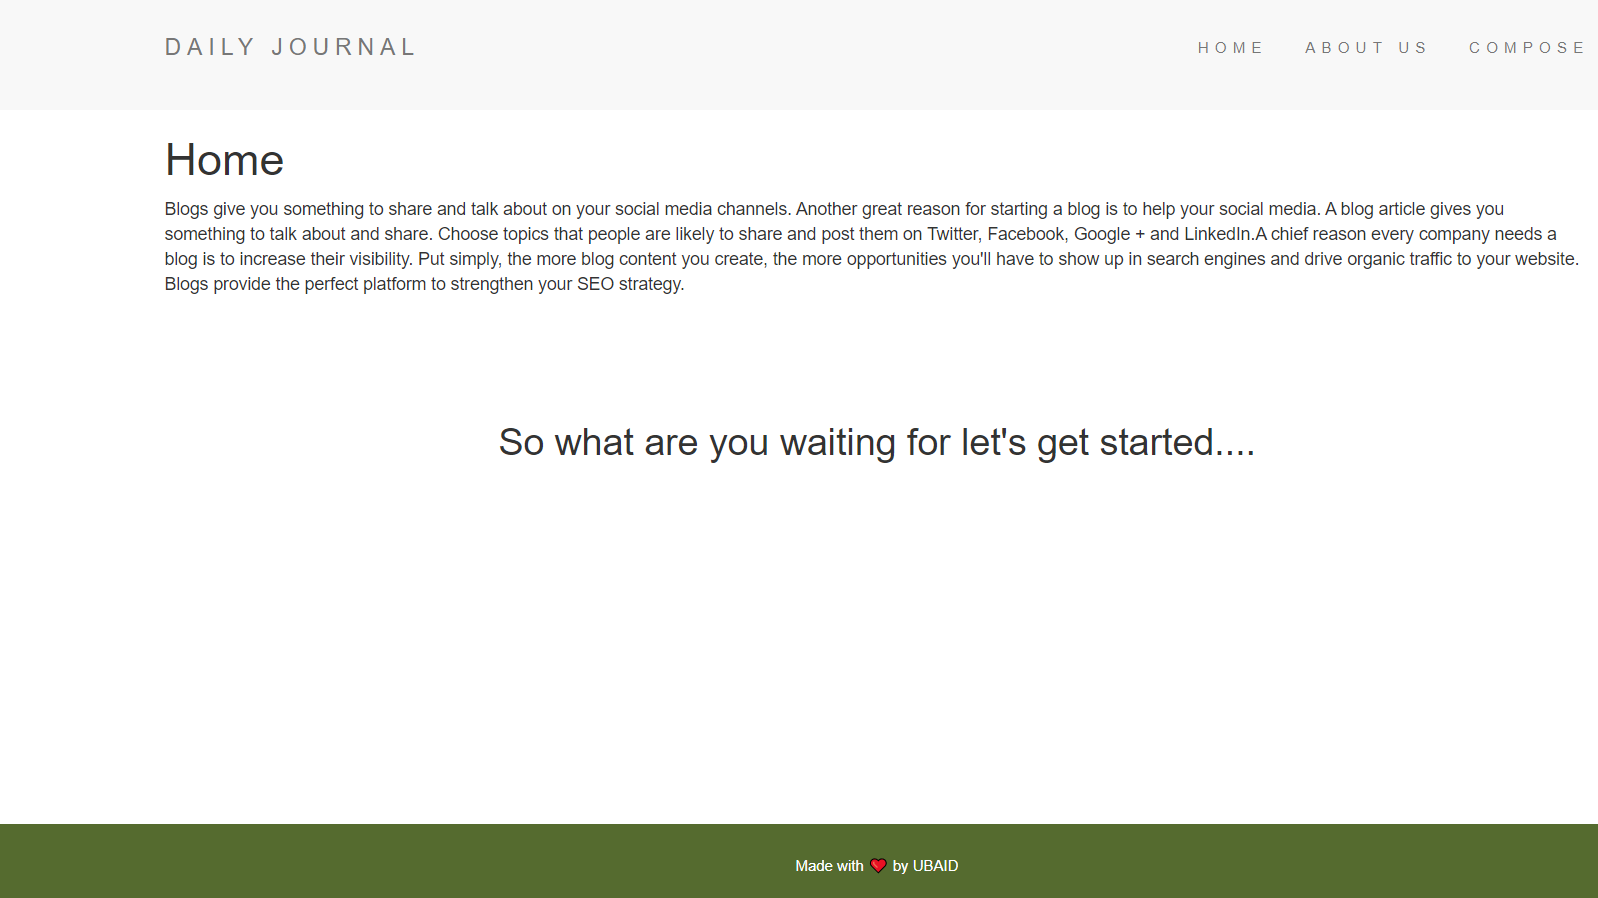 DAILY JOURNAL
HOME ABOUT US COMPOSE
Home
Blogs give you something to share and talk about on your social media channels. Another great reason for starting a blog is to help your social media. A blog article gives you
something to talk about and share. Choose topics that people are likely to share and post them on Twitter, Facebook, Google + and LinkedIn.A chief reason every company needs a
blog is to increase their visibility. Put simply, the more blog content you create, the more opportunities you'll have to show up in search engines and drive organic traffic to your website.
Blogs provide the perfect platform to strengthen your SEO strategy.
So what are you waiting for let's get started....
Made with ❤ by UBAID